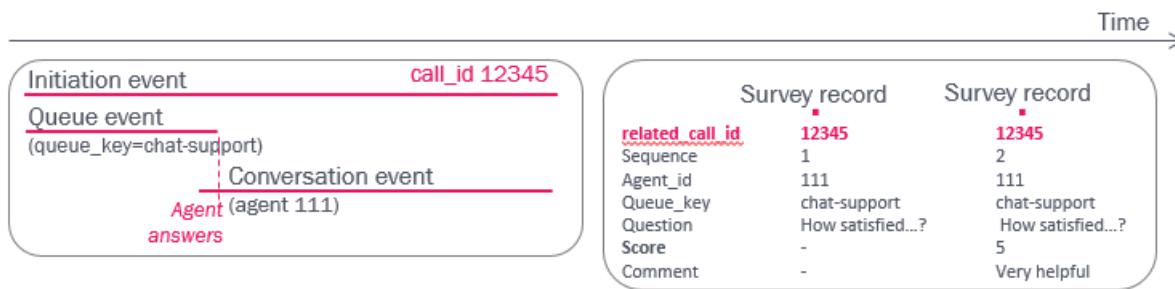 Time
Initiation event call_id 12345
Queue event
(queue_key=chat-support)
Conversation event
(agent 111)
Agent
answers
Survey record Survey record
related_call_id 12345 12345
Sequence 1 2
Agent_id 111 111
Queue_key chat-support chat-support
Question How satisfied...? How satisfied...?
Score - 5
Comment - Very helpful